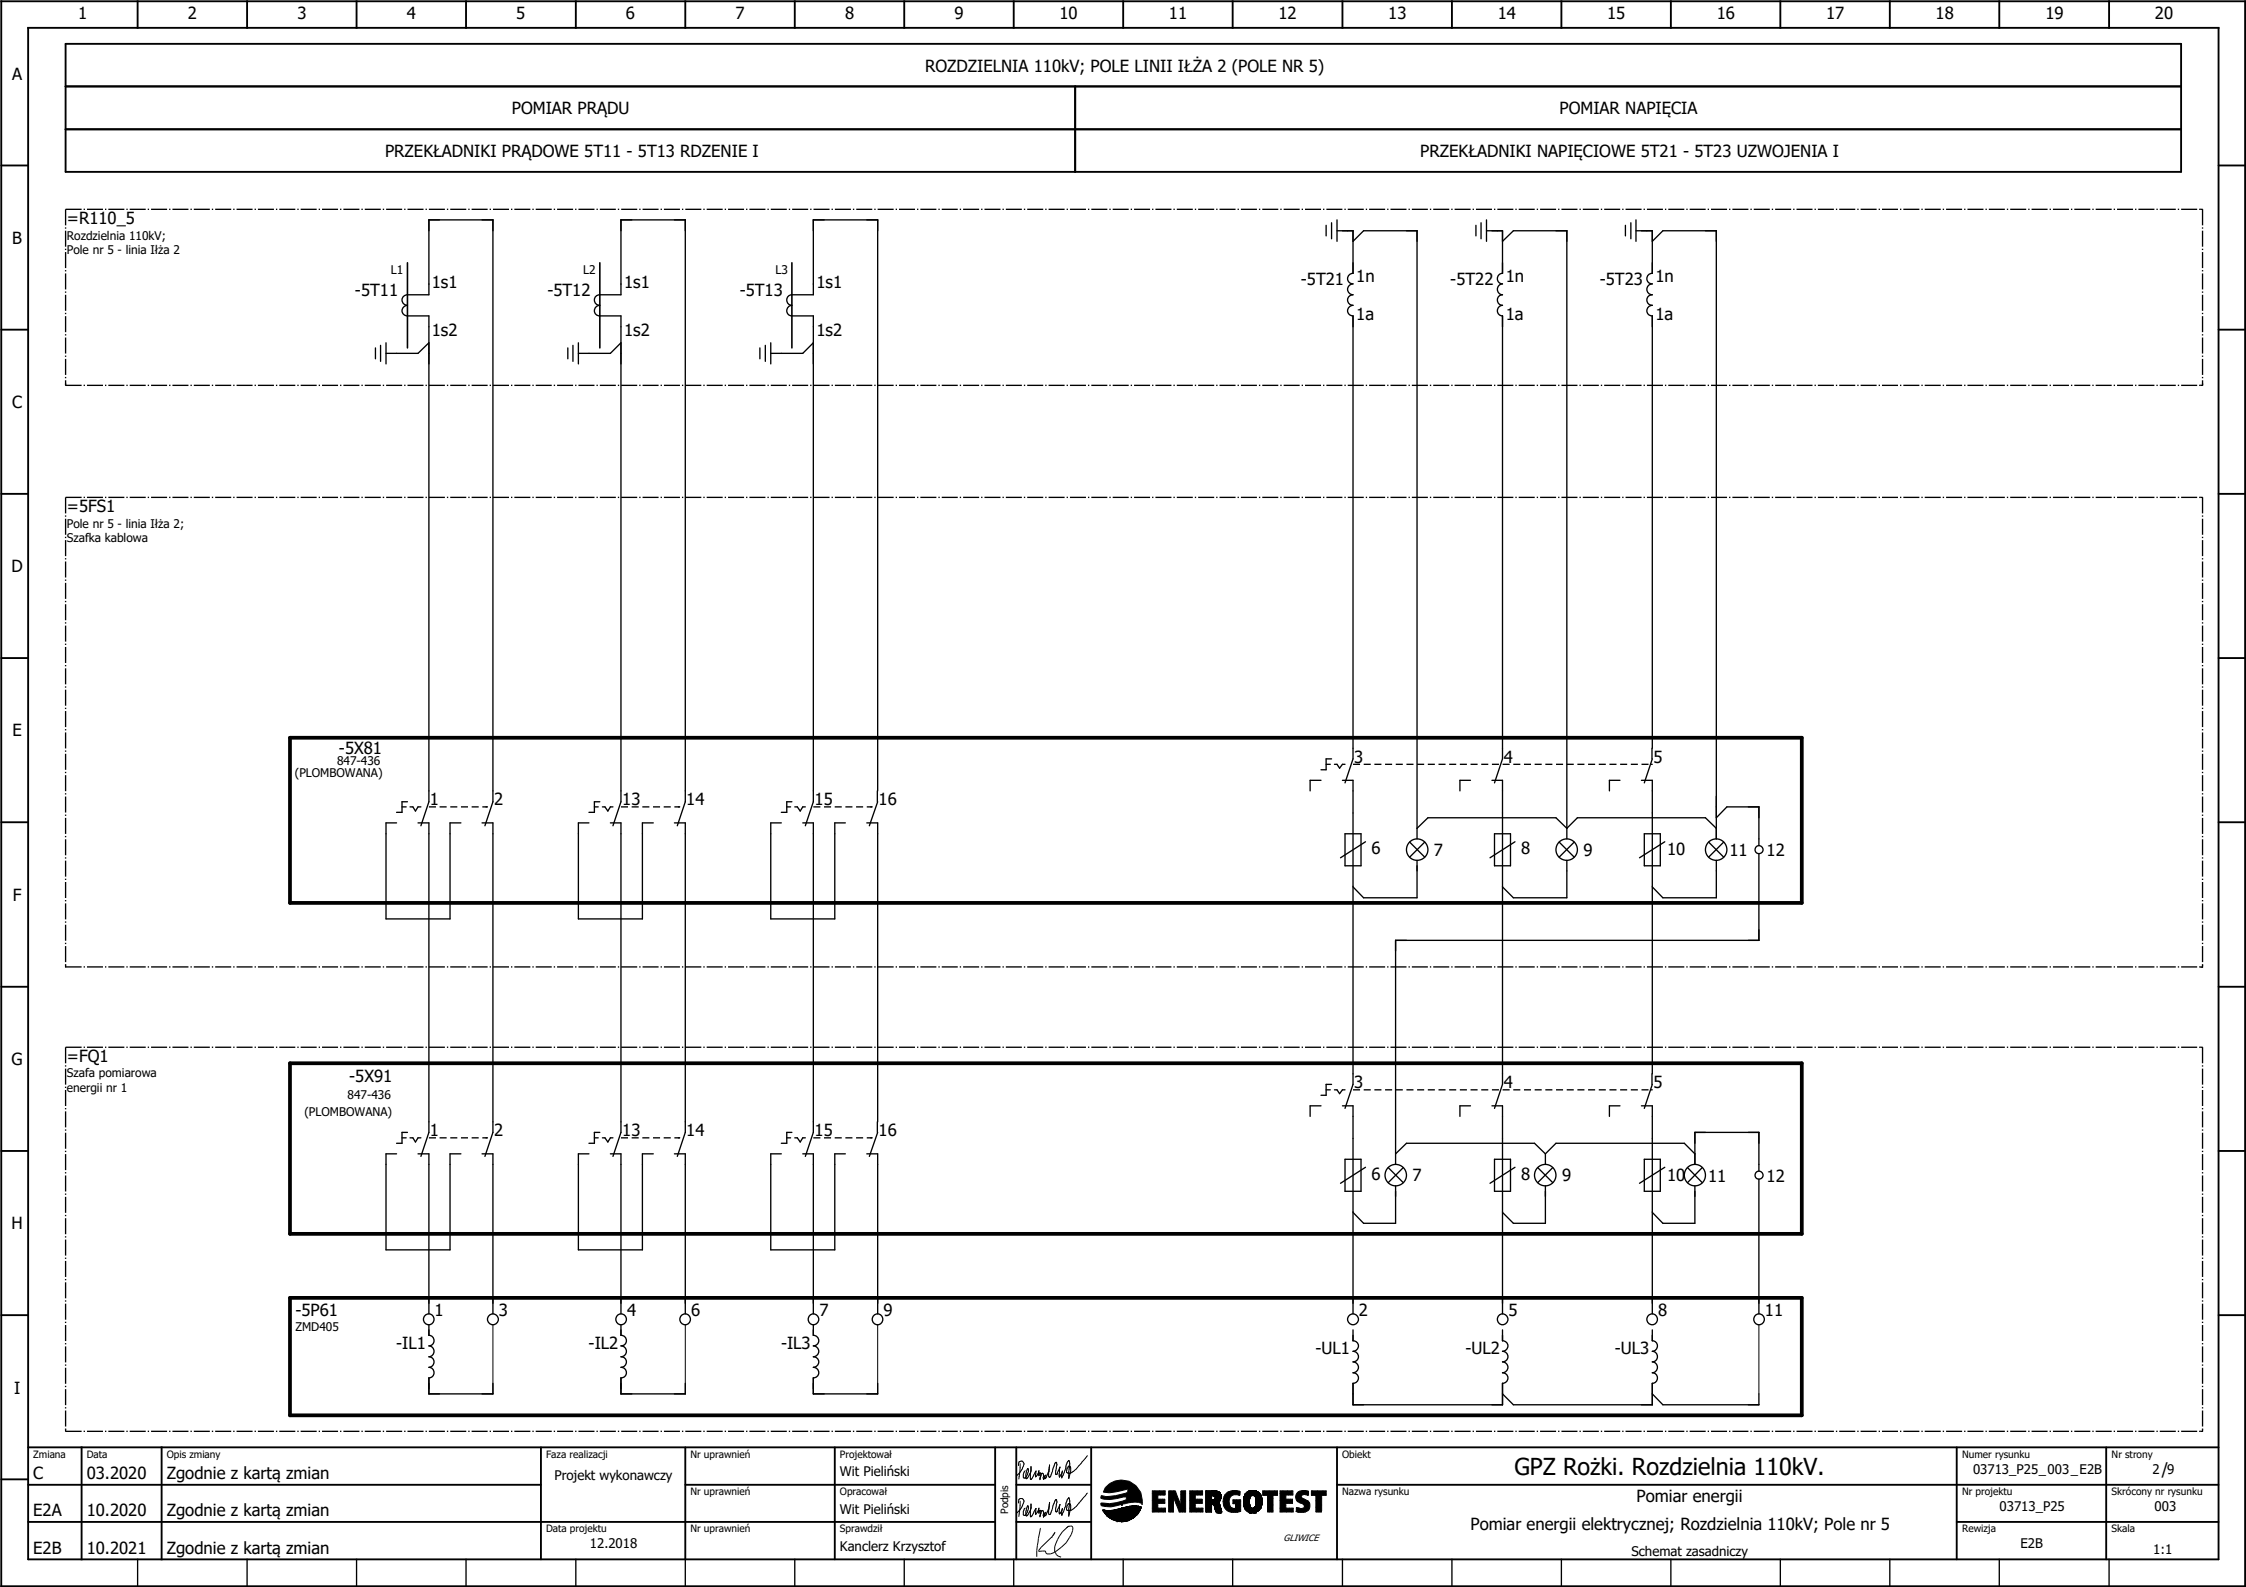 1 2 3 4 5 6 7 8 9 10 11 12 13 14 15 16 17 18 19 20
A
B
C
D
E
F
G
H
I
ROZDZIELNIA 110kV; POLE LINII IŁŻA 2 (POLE NR 5)
POMIAR PRĄDU
POMIAR NAPIĘCIA
PRZEKŁADNIKI PRĄDOWE 5T11 - 5T13 RDZENIE I
PRZEKŁADNIKI NAPIĘCIOWE 5T21 - 5T23 UZWOJENIA I
=R110_5
Rozdzielnia 110kV;
Pole nr 5 - linia Iłża 2
L1
-5T11
1s1
1s2
L2
-5T12
1s1
1s2
L3
-5T13
1s1
1s2
-5T21
1n
1a
-5T22
1n
1a
-5T23
1n
1a
=5FS1
Pole nr 5 - linia Iłża 2;
Szafka kablowa
-5X81
847-436
(PLOMBOWANA)
1 2 13 14 15 16
3 4 5
6 7 8 9 10 11 12
=FQ1
Szafa pomiarowa
energii nr 1
-5X91
847-436
(PLOMBOWANA)
1 2 13 14 15 16
3 4 5
6 7 8 9 10 11 12
-5P61
ZMD405
1 3 4 6 7 9 2 5 8 11
-IL1 -IL2 -IL3 -UL1 -UL2 -UL3
Zmiana
C
Data
03.2020
Opis zmiany
Zgodnie z kartą zmian
E2A
10.2020
Zgodnie z kartą zmian
E2B
10.2021
Zgodnie z kartą zmian
Faza realizacji
Projekt wykonawczy
Data projektu
12.2018
Nr uprawnień
Nr uprawnień
Nr uprawnień
Projektował
Wit Pieliński
Opracował
Wit Pieliński
Sprawdził
Kanclerz Krzysztof
Podpis
ENERGOTEST
GLIWICE
Obiekt
GPZ Rożki. Rozdzielnia 110kV.
Nazwa rysunku
Pomiar energii
Pomiar energii elektrycznej; Rozdzielnia 110kV; Pole nr 5
Schemat zasadniczy
Numer rysunku
03713_P25_003_E2B
Nr projektu
03713_P25
Rewizja
E2B
Nr strony
2/9
Skrócony nr rysunku
003
Skala
1:1